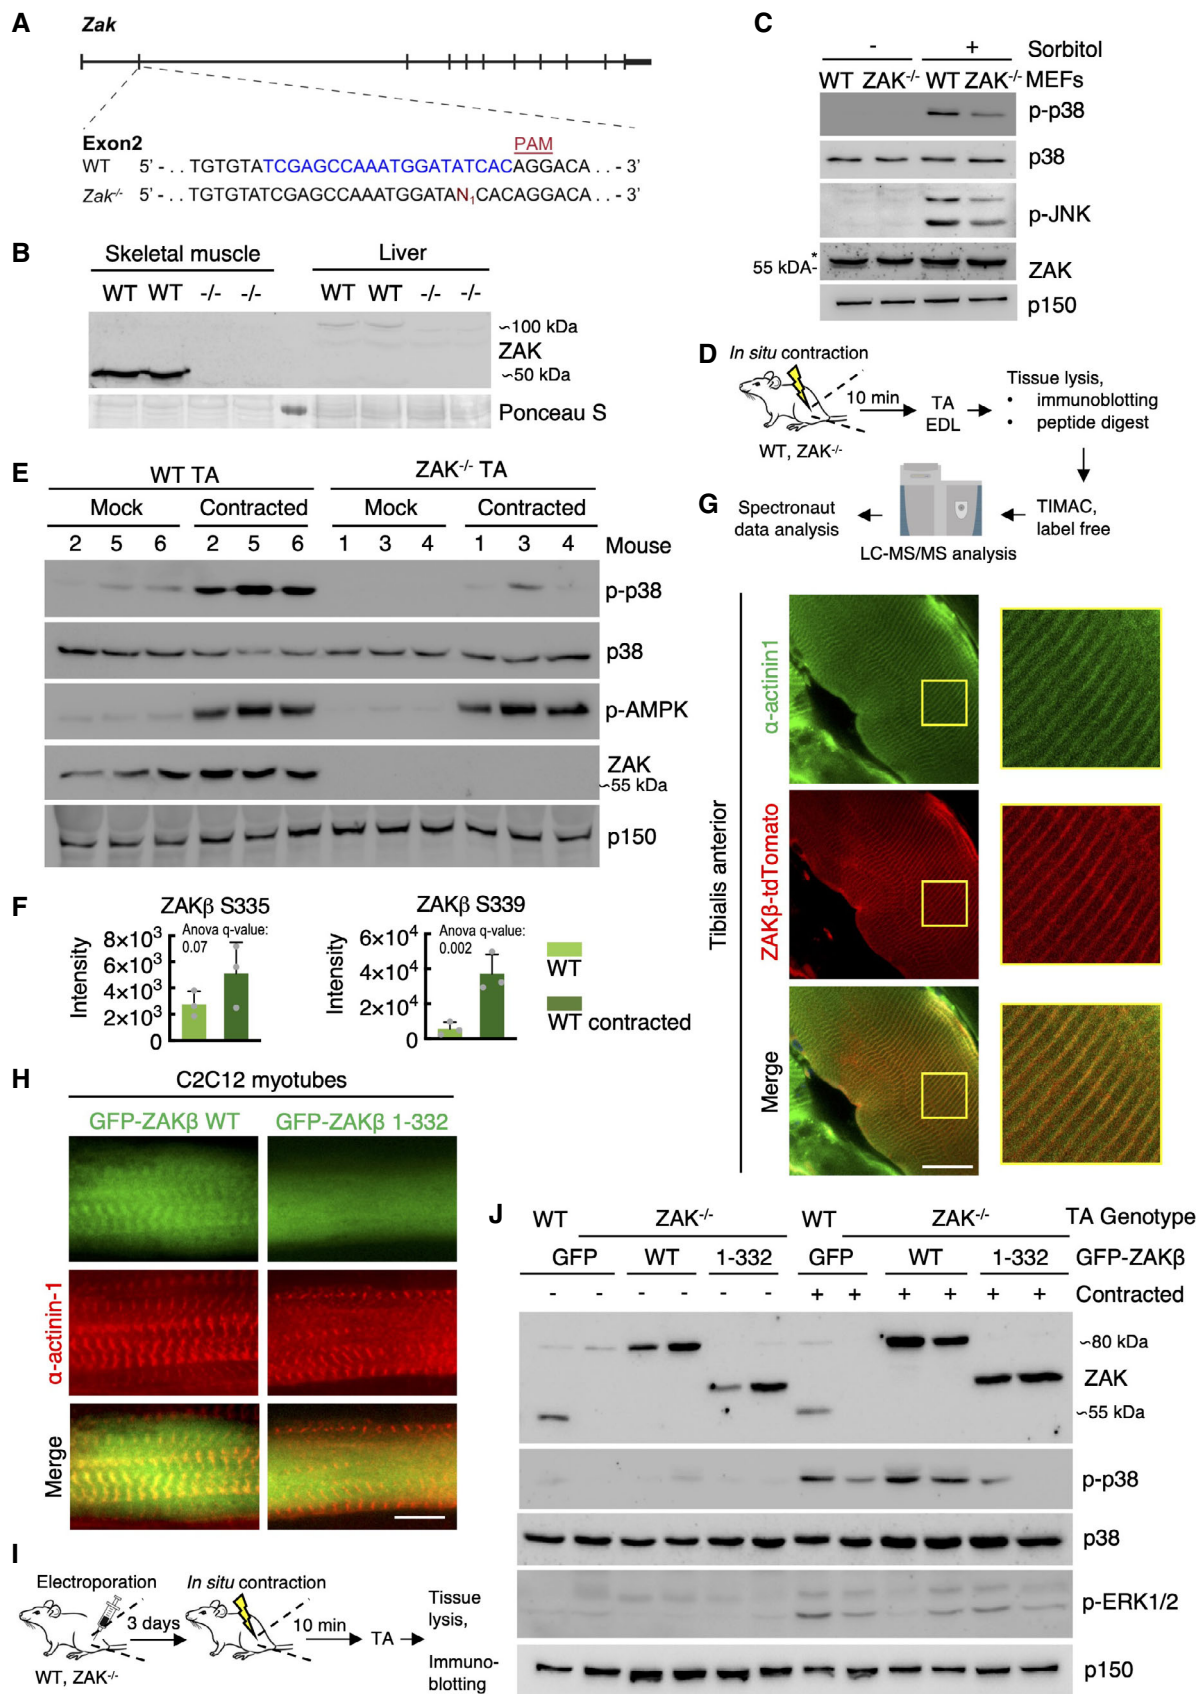 A
Zak
Exon2
PAM
WT 5' - . . TGTGTATCGAGCCAAATGGATATCACAGGACA . . - 3'
Zak-/- 5' - . . TGTGTATCGAGCCAAATGGATAN1CACAGGACA . . - 3'
B
Skeletal muscle Liver
WT WT -/- -/- WT WT -/- -/-
~100 kDa
ZAK
~50 kDa
Ponceau S
C
- + Sorbitol
WT ZAK-/- WT ZAK-/- MEFs
p-p38
p38
p-JNK
*
55 kDA-
ZAK
p150
D
In situ contraction
10 min
TA
EDL
Tissue lysis,
• immunoblotting
• peptide digest
WT, ZAK-/-
TIMAC,
label free
LC-MS/MS analysis
Spectronaut
data analysis
E
WT TA ZAK-/- TA
Mock Contracted Mock Contracted
2 5 6 2 5 6 1 3 4 1 3 4 Mouse
p-p38
p38
p-AMPK
ZAK
~55 kDa
p150
F
ZAKβ S335
Anova q-value:
0.07
Intensity
8×10³
6×10³
4×10³
2×10³
0
ZAKβ S339
Anova q-value:
0.002
Intensity
6×10⁴
4×10⁴
2×10⁴
0
WT
WT contracted
G
Tibialis anterior
α-actinin1
ZAKβ-tdTomato
Merge
H
C2C12 myotubes
GFP-ZAKβ WT GFP-ZAKβ 1-332
α-actinin-1
Merge
I
Electroporation
3 days
In situ contraction
10 min
TA
Tissue
lysis,
Immuno-
blotting
WT, ZAK-/-
J
WT ZAK-/- WT ZAK-/- TA Genotype
GFP WT 1-332 GFP WT 1-332 GFP-ZAKβ
- - - - - - + + + + + + Contracted
~80 kDa
ZAK
~55 kDa
p-p38
p38
p-ERK1/2
p150